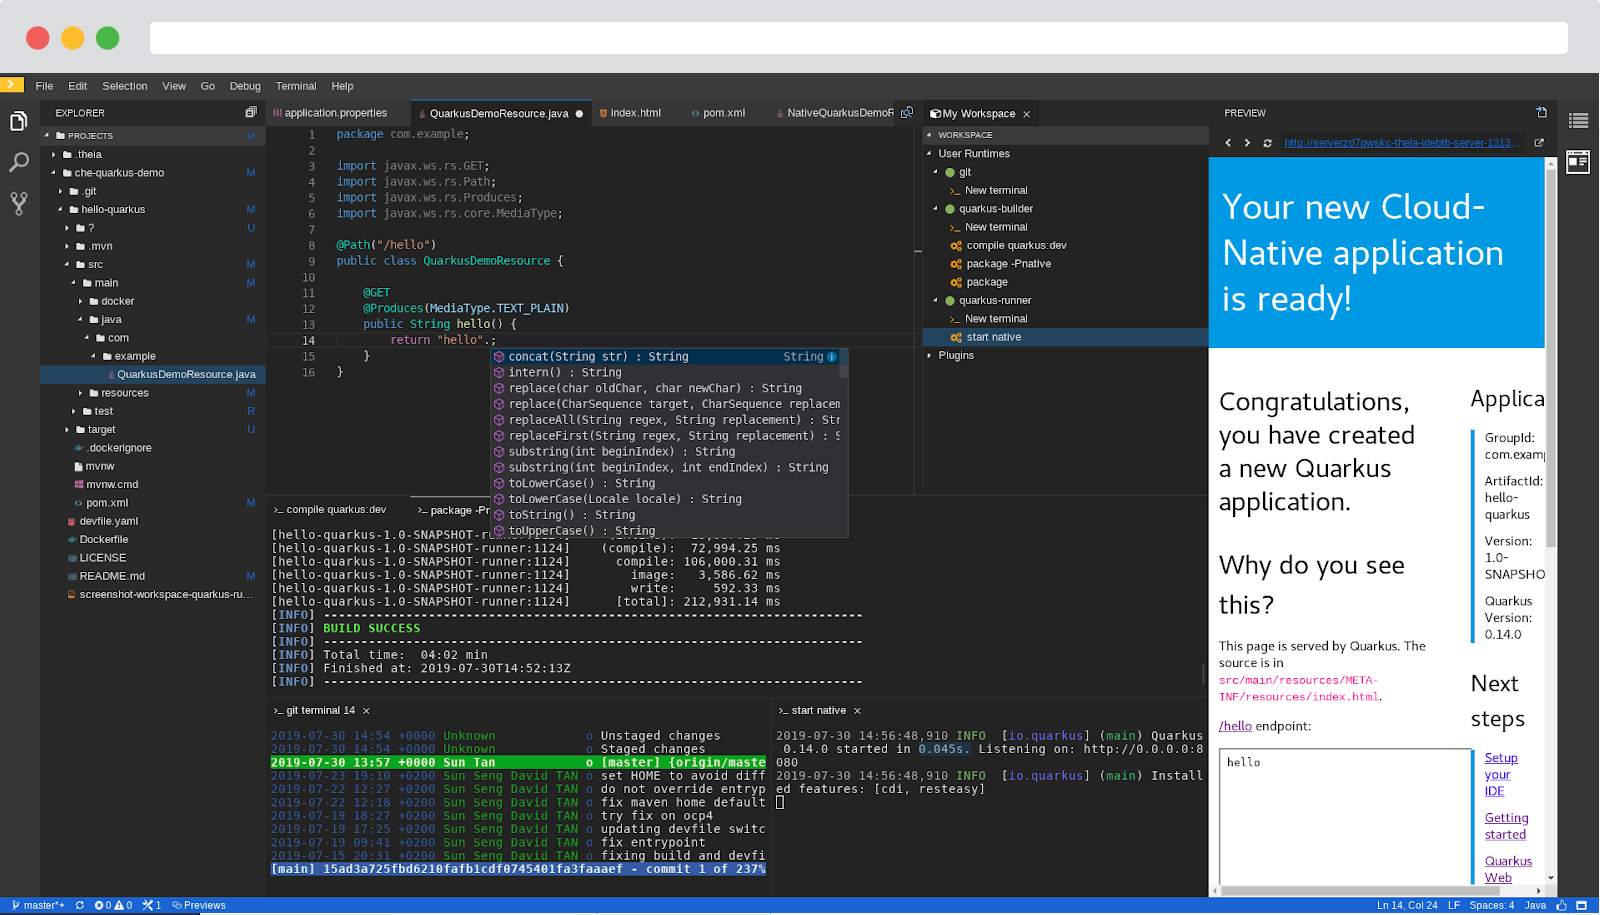 File Edit Selection View Go Debug Terminal Help
EXPLORER
PROJECTS M
.theia
che-quarkus-demo M
.git
hello-quarkus M
? U
.mvn
src M
main M
docker
java M
com
example
QuarkusDemoResource.java
resources M
test R
target U
.dockerignore
mvnw
mvnw.cmd
pom.xml M
devfile.yaml
Dockerfile
LICENSE
README.md M
screenshot-workspace-quarkus-ru...
application.properties QuarkusDemoResource.java index.html pom.xml NativeQuarkusDemoR
1 package com.example;
2
3 import javax.ws.rs.GET;
4 import javax.ws.rs.Path;
5 import javax.ws.rs.Produces;
6 import javax.ws.rs.core.MediaType;
7
8 @Path("/hello")
9 public class QuarkusDemoResource {
10
11 @GET
12 @Produces(MediaType.TEXT_PLAIN)
13 public String hello() {
14 return "hello".;
15 }
16 }
concat(String str) : String String
intern() : String
replace(char oldChar, char newChar) : String
replace(CharSequence target, CharSequence replacem
replaceAll(String regex, String replacement) : Str
replaceFirst(String regex, String replacement) : S
substring(int beginIndex) : String
substring(int beginIndex, int endIndex) : String
toLowerCase() : String
toLowerCase(Locale locale) : String
toString() : String
toUpperCase() : String
My Workspace
WORKSPACE
User Runtimes
git
>_ New terminal
quarkus-builder
>_ New terminal
compile quarkus:dev
package -Pnative
package
quarkus-runner
>_ New terminal
start native
Plugins
>_ compile quarkus:dev >_ package -Pr
[hello-quarkus-1.0-SNAPSHOT-runner:1124]
[hello-quarkus-1.0-SNAPSHOT-runner:1124] (compile): 72,994.25 ms
[hello-quarkus-1.0-SNAPSHOT-runner:1124] compile: 106,000.31 ms
[hello-quarkus-1.0-SNAPSHOT-runner:1124] image: 3,586.62 ms
[hello-quarkus-1.0-SNAPSHOT-runner:1124] write: 592.33 ms
[hello-quarkus-1.0-SNAPSHOT-runner:1124] [total]: 212,931.14 ms
[INFO] ------------------------------------------------------------------------
[INFO] BUILD SUCCESS
[INFO] ------------------------------------------------------------------------
[INFO] Total time: 04:02 min
[INFO] Finished at: 2019-07-30T14:52:13Z
[INFO] ------------------------------------------------------------------------
>_ git terminal 14
2019-07-30 14:54 +0000 Unknown o Unstaged changes
2019-07-30 14:54 +0000 Unknown o Staged changes
2019-07-30 13:57 +0000 Sun Tan o [master] {origin/maste
2019-07-23 19:10 +0200 Sun Seng David TAN o set HOME to avoid diff
2019-07-22 12:27 +0200 Sun Seng David TAN o do not override entryp
2019-07-22 12:18 +0200 Sun Seng David TAN o fix maven home default
2019-07-19 18:27 +0200 Sun Seng David TAN o try fix on ocp4
2019-07-19 17:25 +0200 Sun Seng David TAN o updating devfile switc
2019-07-19 09:41 +0200 Sun Seng David TAN o fix entrypoint
2019-07-15 20:31 +0200 Sun Seng David TAN o fixing build and devfi
[main] 15ad3a725fbd6210fafb1cdf0745401fa3faaaef - commit 1 of 237%
>_ start native
2019-07-30 14:56:48,910 INFO [io.quarkus] (main) Quarkus
0.14.0 started in 0.045s. Listening on: http://0.0.0.0:8
080
2019-07-30 14:56:48,910 INFO [io.quarkus] (main) Install
ed features: [cdi, resteasy]
PREVIEW
http://serverzd7pwskc-theia-idebtb-server-1313...
Your new Cloud-
Native application
is ready!
Congratulations,
you have created
a new Quarkus
application.
Why do you see
this?
This page is served by Quarkus. The
source is in
src/main/resources/META-
INF/resources/index.html.
/hello endpoint:
hello
Applica
GroupId:
com.examp
ArtifactId:
hello-
quarkus
Version:
1.0-
SNAPSHO
Quarkus
Version:
0.14.0
Next
steps
Setup
your
IDE
Getting
started
Quarkus
Web
master*+ 0 0 1 Previews Ln 14, Col 24 LF Spaces: 4 Java